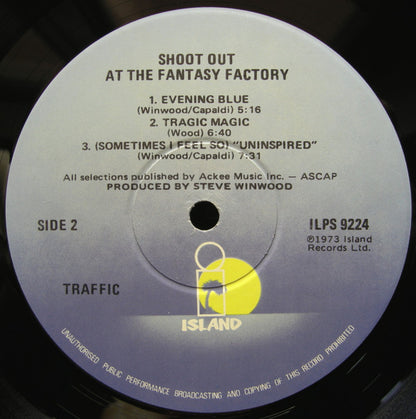 SHOOT OUT
AT THE FANTASY FACTORY
1. EVENING BLUE
(Winwood/Capaldi) 5:16
2. TRAGIC MAGIC
(Wood) 6:40
3. (SOMETIMES I FEEL SO) "UNINSPIRED"
(Winwood/Capaldi) 7:31
All selections published by Ackee Music Inc. — ASCAP
PRODUCED BY STEVE WINWOOD
SIDE 2
ILPS 9224
℗1973 Island
Records Ltd.
TRAFFIC
ISLAND
UNAUTHORISED PUBLIC PERFORMANCE BROADCASTING AND COPYING OF THIS RECORD PROHIBITED